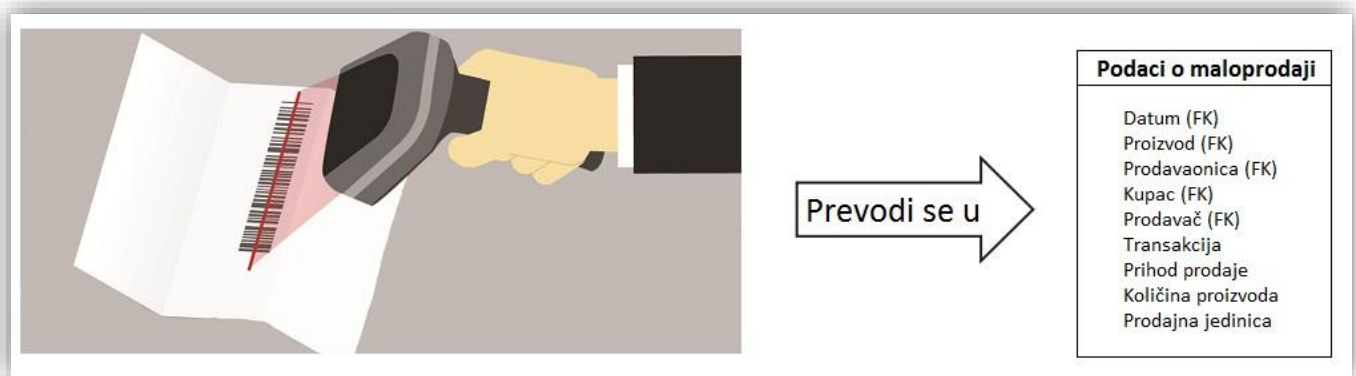 Prevodi se u
Podaci o maloprodaji
Datum (FK)
Proizvod (FK)
Prodavaonica (FK)
Kupac (FK)
Prodavač (FK)
Transakcija
Prihod prodaje
Količina proizvoda
Prodajna jedinica